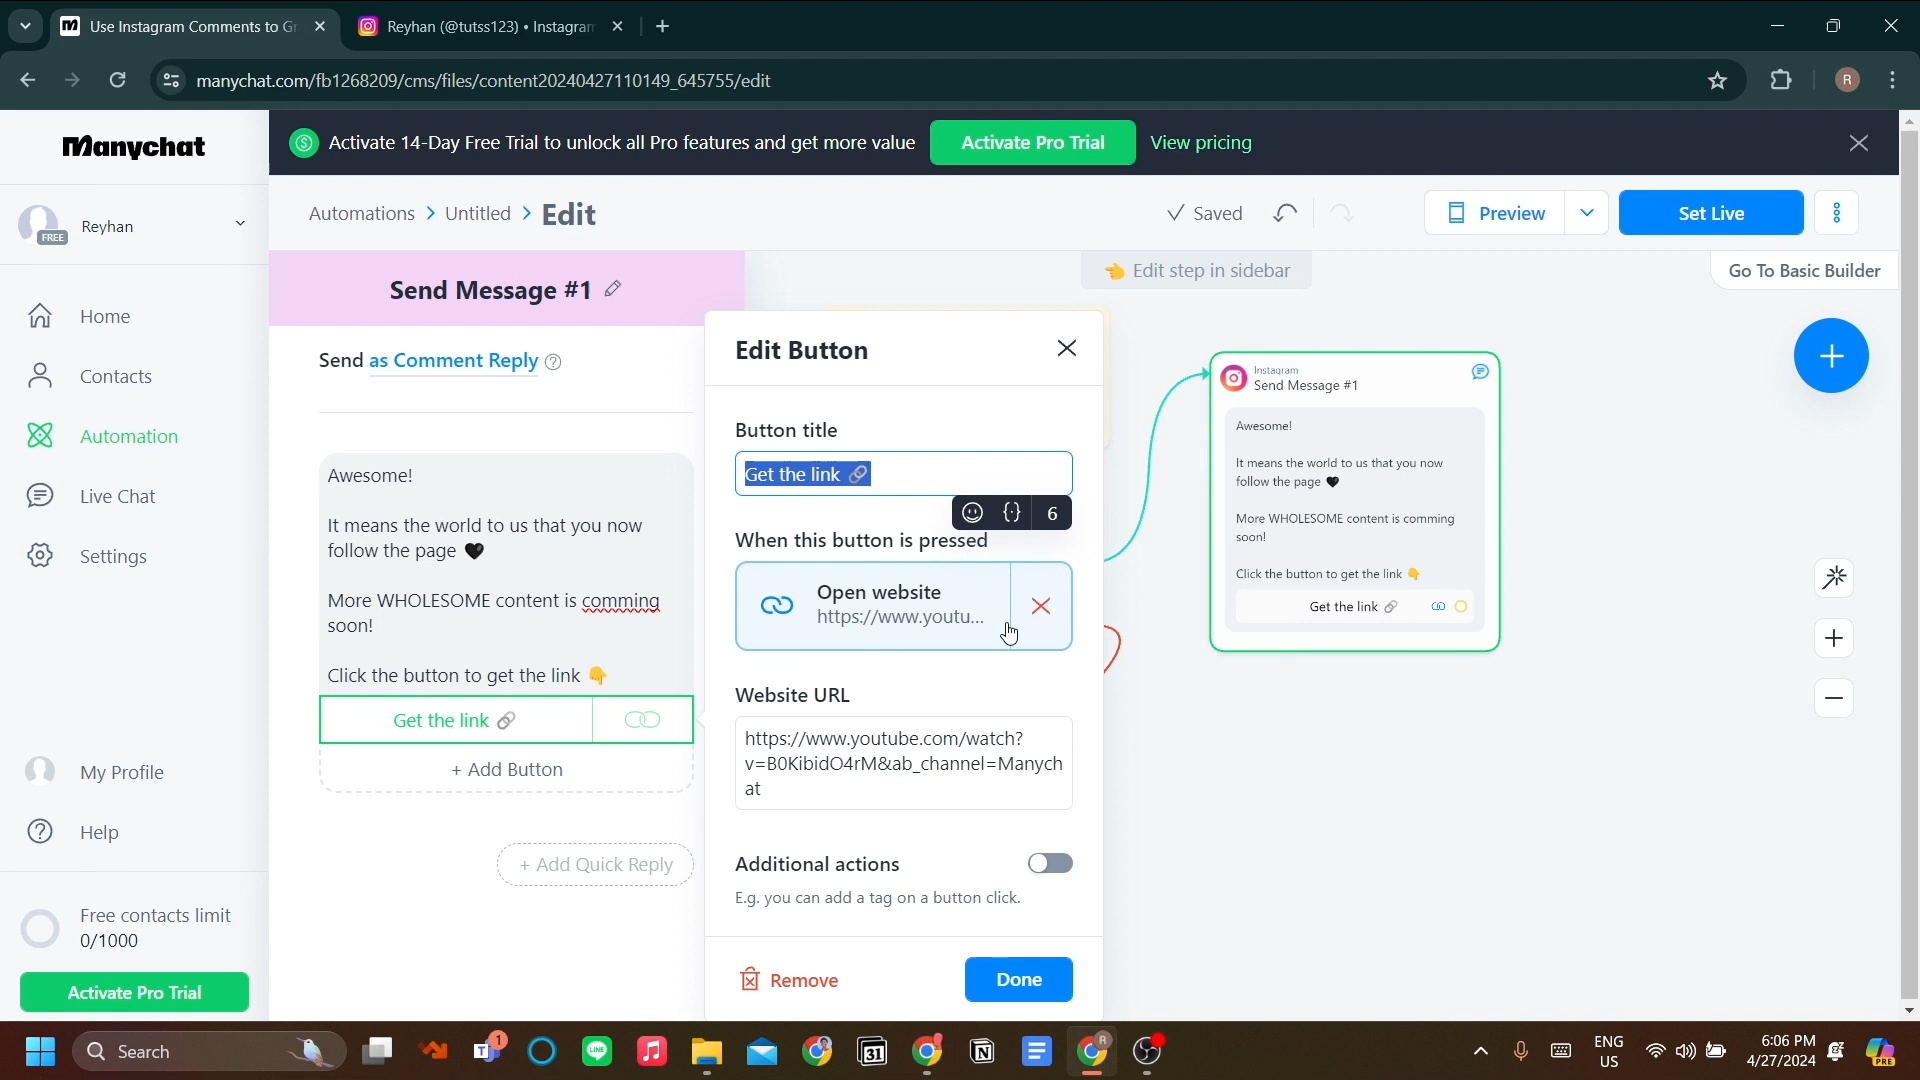 Use Instagram Comments to Gr
Reyhan (@tutss123) • Instagram
manychat.com/fb1268209/cms/files/content20240427110149_645755/edit
R
Manychat
Activate 14-Day Free Trial to unlock all Pro features and get more value
Activate Pro Trial
View pricing
Reyhan
FREE
Automations > Untitled > Edit
Saved
Preview
Set Live
Send Message #1
👉 Edit step in sidebar
Go To Basic Builder
Home
Contacts
Automation
Live Chat
Settings
My Profile
Help
Free contacts limit
0/1000
Activate Pro Trial
Send as Comment Reply ?
Awesome!
It means the world to us that you now
follow the page 🖤
More WHOLESOME content is comming
soon!
Click the button to get the link 👇
Get the link 🔗
+ Add Button
+ Add Quick Reply
Edit Button
Button title
Get the link 🔗
{·} 6
When this button is pressed
Open website
https://www.youtu...
Website URL
https://www.youtube.com/watch?
v=B0KibidO4rM&ab_channel=Manych
at
Additional actions
E.g. you can add a tag on a button click.
Remove
Done
Instagram
Send Message #1
Awesome!
It means the world to us that you now
follow the page 🖤
More WHOLESOME content is comming
soon!
Click the button to get the link 👇
Get the link 🔗
Search
1
LINE
31
R
ENG
US
6:06 PM
4/27/2024
PRE